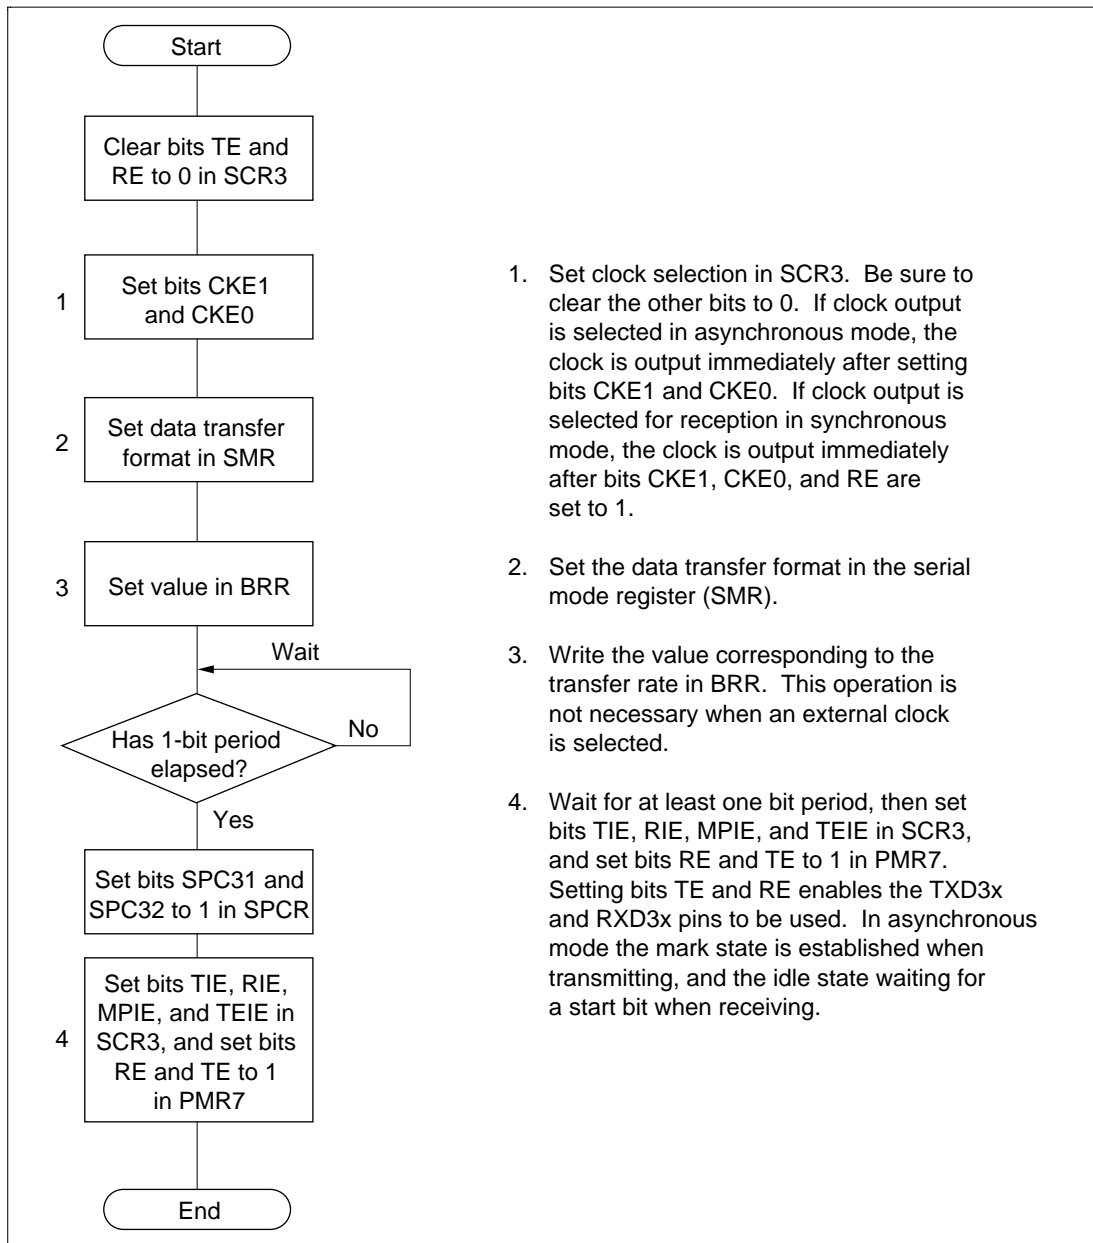 Start
Clear bits TE and
RE to 0 in SCR3
1
Set bits CKE1
and CKE0
2
Set data transfer
format in SMR
3
Set value in BRR
Wait
Has 1-bit period
elapsed?
No
Yes
Set bits SPC31 and
SPC32 to 1 in SPCR
4
Set bits TIE, RIE,
MPIE, and TEIE in
SCR3, and set bits
RE and TE to 1
in PMR7
End
1. Set clock selection in SCR3. Be sure to
clear the other bits to 0. If clock output
is selected in asynchronous mode, the
clock is output immediately after setting
bits CKE1 and CKE0. If clock output is
selected for reception in synchronous
mode, the clock is output immediately
after bits CKE1, CKE0, and RE are
set to 1.
2. Set the data transfer format in the serial
mode register (SMR).
3. Write the value corresponding to the
transfer rate in BRR. This operation is
not necessary when an external clock
is selected.
4. Wait for at least one bit period, then set
bits TIE, RIE, MPIE, and TEIE in SCR3,
and set bits RE and TE to 1 in PMR7.
Setting bits TE and RE enables the TXD3x
and RXD3x pins to be used. In asynchronous
mode the mark state is established when
transmitting, and the idle state waiting for
a start bit when receiving.